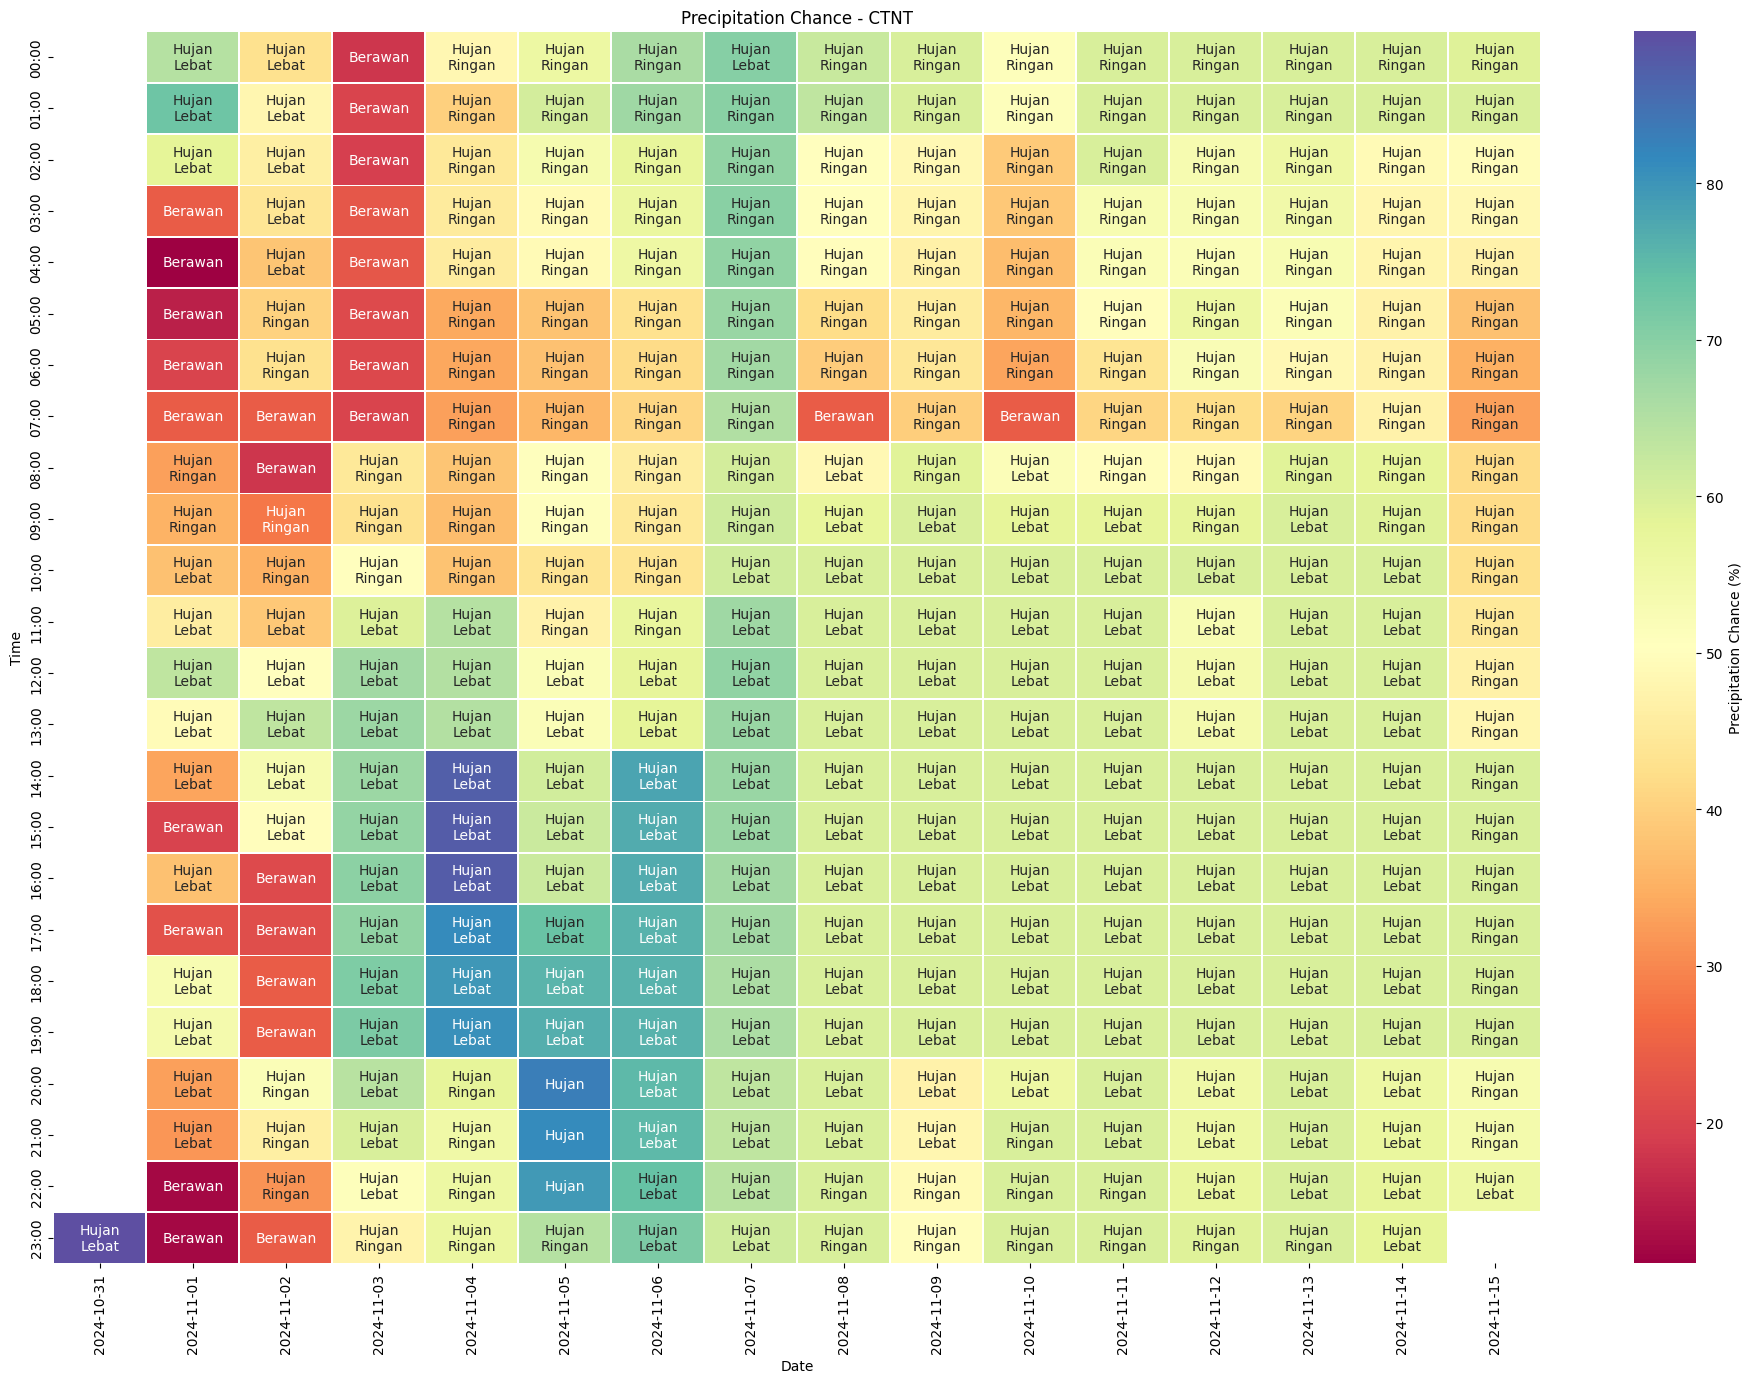 Precipitation Chance - CTNT
00:00 Hujan Lebat Hujan Lebat Berawan Hujan Ringan Hujan Ringan Hujan Ringan Hujan Lebat Hujan Ringan Hujan Ringan Hujan Ringan Hujan Ringan Hujan Ringan Hujan Ringan Hujan Ringan Hujan Ringan
01:00 Hujan Lebat Hujan Lebat Berawan Hujan Ringan Hujan Ringan Hujan Ringan Hujan Ringan Hujan Ringan Hujan Ringan Hujan Ringan Hujan Ringan Hujan Ringan Hujan Ringan Hujan Ringan Hujan Ringan
02:00 Hujan Lebat Hujan Lebat Berawan Hujan Ringan Hujan Ringan Hujan Ringan Hujan Ringan Hujan Ringan Hujan Ringan Hujan Ringan Hujan Ringan Hujan Ringan Hujan Ringan Hujan Ringan Hujan Ringan
03:00 Berawan Hujan Lebat Berawan Hujan Ringan Hujan Ringan Hujan Ringan Hujan Ringan Hujan Ringan Hujan Ringan Hujan Ringan Hujan Ringan Hujan Ringan Hujan Ringan Hujan Ringan Hujan Ringan
04:00 Berawan Hujan Lebat Berawan Hujan Ringan Hujan Ringan Hujan Ringan Hujan Ringan Hujan Ringan Hujan Ringan Hujan Ringan Hujan Ringan Hujan Ringan Hujan Ringan Hujan Ringan Hujan Ringan
05:00 Berawan Hujan Ringan Berawan Hujan Ringan Hujan Ringan Hujan Ringan Hujan Ringan Hujan Ringan Hujan Ringan Hujan Ringan Hujan Ringan Hujan Ringan Hujan Ringan Hujan Ringan Hujan Ringan
06:00 Berawan Hujan Ringan Berawan Hujan Ringan Hujan Ringan Hujan Ringan Hujan Ringan Hujan Ringan Hujan Ringan Hujan Ringan Hujan Ringan Hujan Ringan Hujan Ringan Hujan Ringan Hujan Ringan
07:00 Berawan Berawan Berawan Hujan Ringan Hujan Ringan Hujan Ringan Hujan Ringan Berawan Hujan Ringan Berawan Hujan Ringan Hujan Ringan Hujan Ringan Hujan Ringan Hujan Ringan
08:00 Hujan Ringan Berawan Hujan Ringan Hujan Ringan Hujan Ringan Hujan Ringan Hujan Ringan Hujan Lebat Hujan Ringan Hujan Lebat Hujan Ringan Hujan Ringan Hujan Ringan Hujan Ringan Hujan Ringan
09:00 Hujan Ringan Hujan Ringan Hujan Ringan Hujan Ringan Hujan Ringan Hujan Ringan Hujan Ringan Hujan Lebat Hujan Lebat Hujan Lebat Hujan Lebat Hujan Ringan Hujan Lebat Hujan Ringan Hujan Ringan
10:00 Hujan Lebat Hujan Ringan Hujan Ringan Hujan Ringan Hujan Ringan Hujan Ringan Hujan Lebat Hujan Lebat Hujan Lebat Hujan Lebat Hujan Lebat Hujan Lebat Hujan Lebat Hujan Lebat Hujan Ringan
11:00 Hujan Lebat Hujan Lebat Hujan Lebat Hujan Lebat Hujan Ringan Hujan Ringan Hujan Lebat Hujan Lebat Hujan Lebat Hujan Lebat Hujan Lebat Hujan Lebat Hujan Lebat Hujan Lebat Hujan Ringan
12:00 Hujan Lebat Hujan Lebat Hujan Lebat Hujan Lebat Hujan Lebat Hujan Lebat Hujan Lebat Hujan Lebat Hujan Lebat Hujan Lebat Hujan Lebat Hujan Lebat Hujan Lebat Hujan Lebat Hujan Ringan
13:00 Hujan Lebat Hujan Lebat Hujan Lebat Hujan Lebat Hujan Lebat Hujan Lebat Hujan Lebat Hujan Lebat Hujan Lebat Hujan Lebat Hujan Lebat Hujan Lebat Hujan Lebat Hujan Lebat Hujan Ringan
14:00 Hujan Lebat Hujan Lebat Hujan Lebat Hujan Lebat Hujan Lebat Hujan Lebat Hujan Lebat Hujan Lebat Hujan Lebat Hujan Lebat Hujan Lebat Hujan Lebat Hujan Lebat Hujan Lebat Hujan Ringan
15:00 Berawan Hujan Lebat Hujan Lebat Hujan Lebat Hujan Lebat Hujan Lebat Hujan Lebat Hujan Lebat Hujan Lebat Hujan Lebat Hujan Lebat Hujan Lebat Hujan Lebat Hujan Lebat Hujan Ringan
16:00 Hujan Lebat Berawan Hujan Lebat Hujan Lebat Hujan Lebat Hujan Lebat Hujan Lebat Hujan Lebat Hujan Lebat Hujan Lebat Hujan Lebat Hujan Lebat Hujan Lebat Hujan Lebat Hujan Ringan
17:00 Berawan Berawan Hujan Lebat Hujan Lebat Hujan Lebat Hujan Lebat Hujan Lebat Hujan Lebat Hujan Lebat Hujan Lebat Hujan Lebat Hujan Lebat Hujan Lebat Hujan Lebat Hujan Ringan
18:00 Hujan Lebat Berawan Hujan Lebat Hujan Lebat Hujan Lebat Hujan Lebat Hujan Lebat Hujan Lebat Hujan Lebat Hujan Lebat Hujan Lebat Hujan Lebat Hujan Lebat Hujan Lebat Hujan Ringan
19:00 Hujan Lebat Berawan Hujan Lebat Hujan Lebat Hujan Lebat Hujan Lebat Hujan Lebat Hujan Lebat Hujan Lebat Hujan Lebat Hujan Lebat Hujan Lebat Hujan Lebat Hujan Lebat Hujan Ringan
20:00 Hujan Lebat Hujan Ringan Hujan Lebat Hujan Ringan Hujan Hujan Lebat Hujan Lebat Hujan Lebat Hujan Lebat Hujan Lebat Hujan Lebat Hujan Lebat Hujan Lebat Hujan Lebat Hujan Ringan
21:00 Hujan Lebat Hujan Ringan Hujan Lebat Hujan Ringan Hujan Hujan Lebat Hujan Lebat Hujan Lebat Hujan Lebat Hujan Ringan Hujan Lebat Hujan Lebat Hujan Lebat Hujan Lebat Hujan Ringan
22:00 Berawan Hujan Ringan Hujan Lebat Hujan Ringan Hujan Hujan Lebat Hujan Lebat Hujan Ringan Hujan Ringan Hujan Ringan Hujan Ringan Hujan Lebat Hujan Lebat Hujan Lebat Hujan Lebat
23:00 Hujan Lebat Berawan Berawan Hujan Ringan Hujan Ringan Hujan Ringan Hujan Lebat Hujan Lebat Hujan Ringan Hujan Ringan Hujan Ringan Hujan Ringan Hujan Ringan Hujan Ringan Hujan Lebat
Time
2024-10-31 2024-11-01 2024-11-02 2024-11-03 2024-11-04 2024-11-05 2024-11-06 2024-11-07 2024-11-08 2024-11-09 2024-11-10 2024-11-11 2024-11-12 2024-11-13 2024-11-14 2024-11-15
Date
80
70
60
50
40
30
20
Precipitation Chance (%)